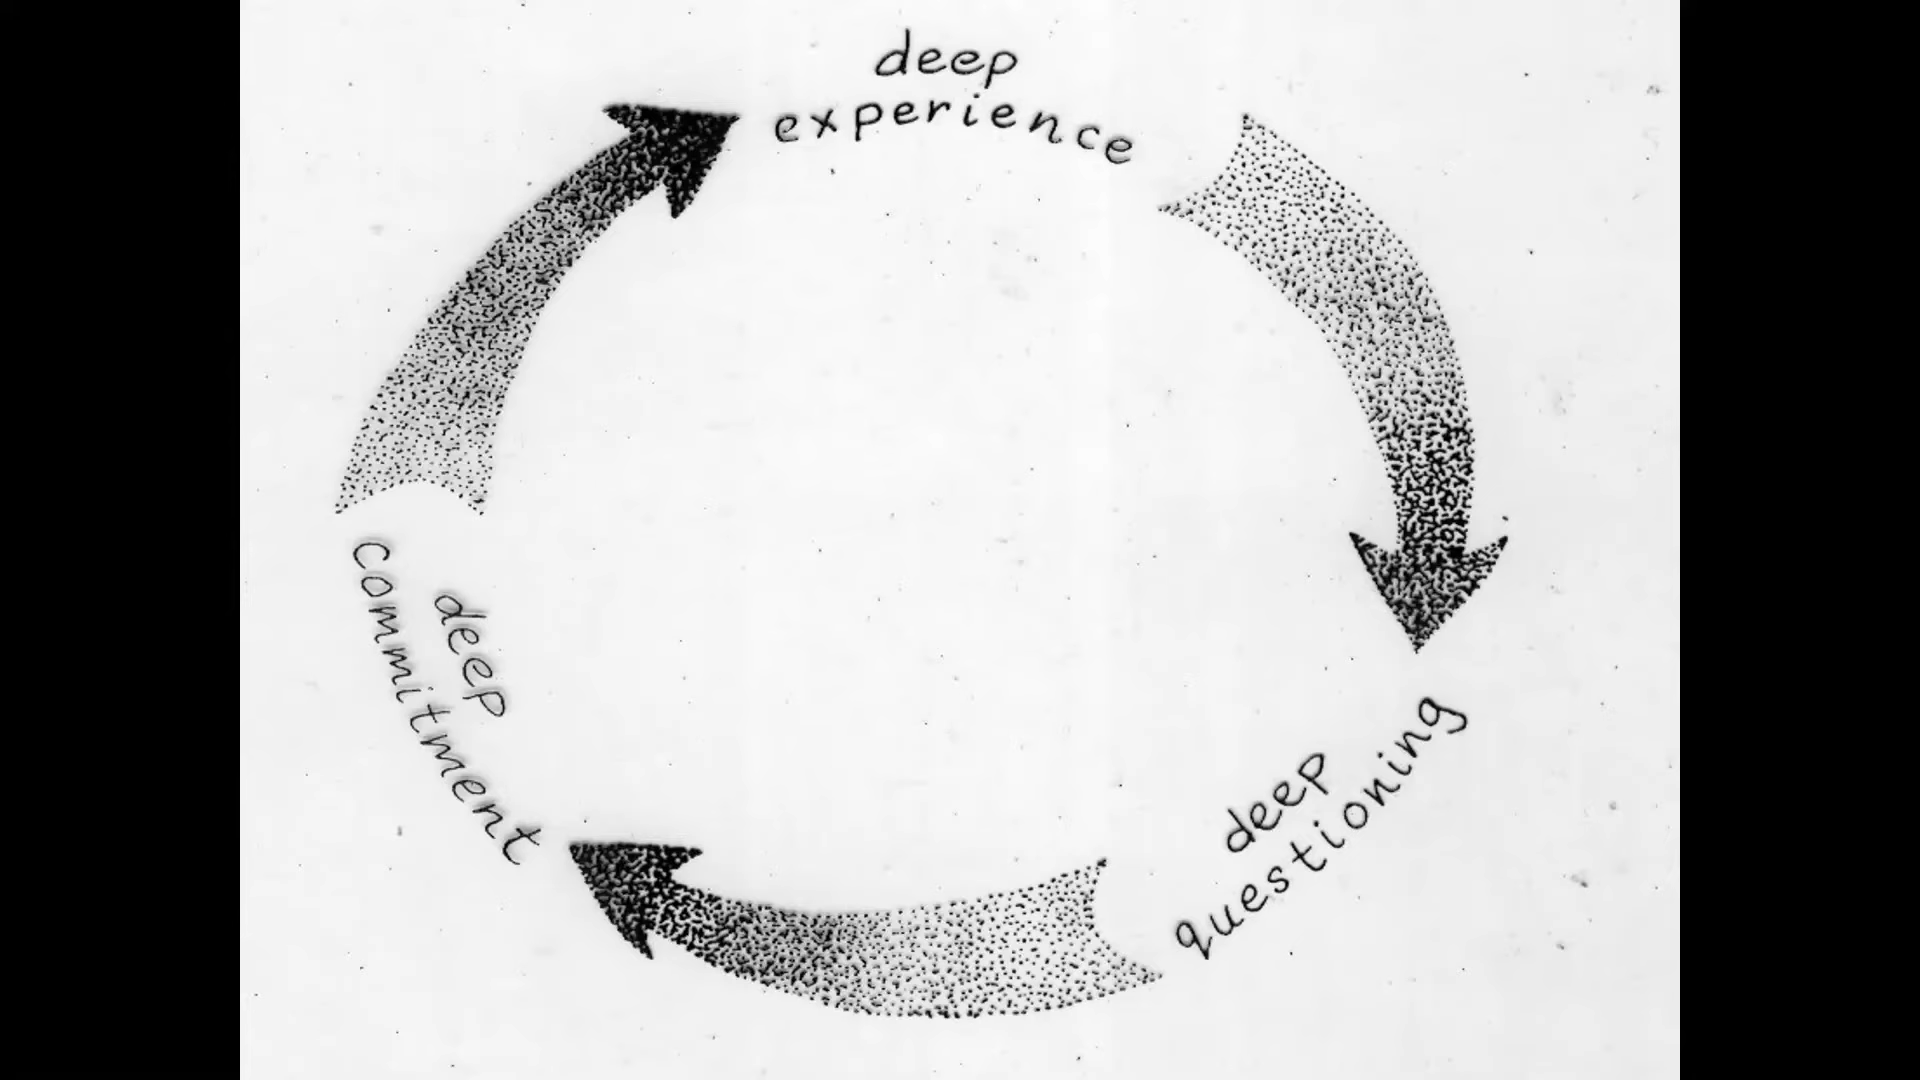 deep
experience
deep
questioning
deep
commitment